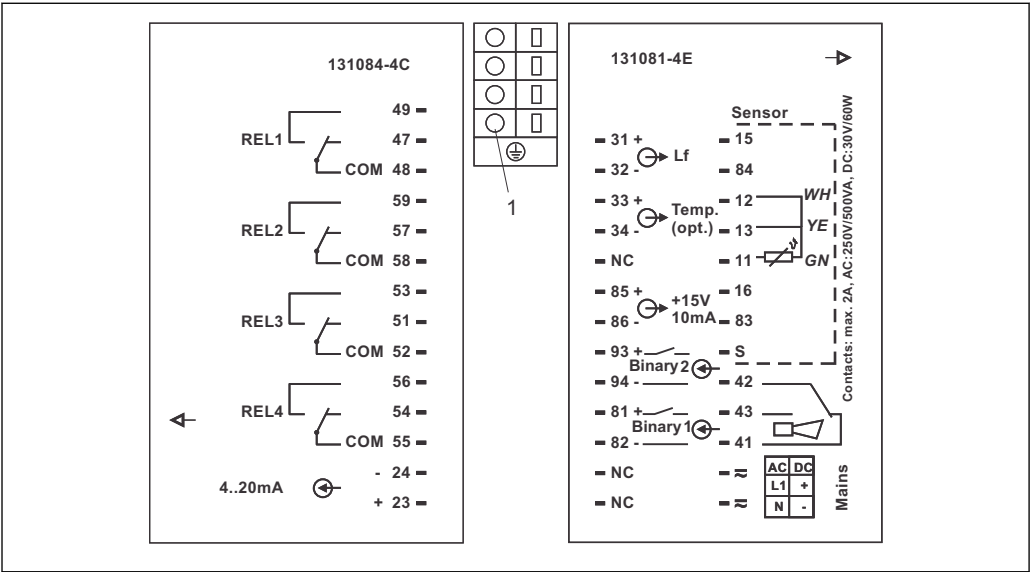 131084-4C
49
REL1
47
COM 48
59
REL2
57
COM 58
53
REL3
51
COM 52
56
REL4
54
COM 55
- 24
4..20mA
+ 23
1
131081-4E
Sensor
31 +
Lf
15
32 -
84
33 +
Temp.
(opt.)
12
WH
34 -
13
YE
NC
11
GN
85 +
+15V
10mA
16
86 -
83
93 +
Binary 2
S
94 -
42
81 +
Binary 1
43
82 -
41
NC
NC
AC DC
L1 +
N -
Mains
Contacts: max. 2A, AC:250V/500VA, DC:30V/60W